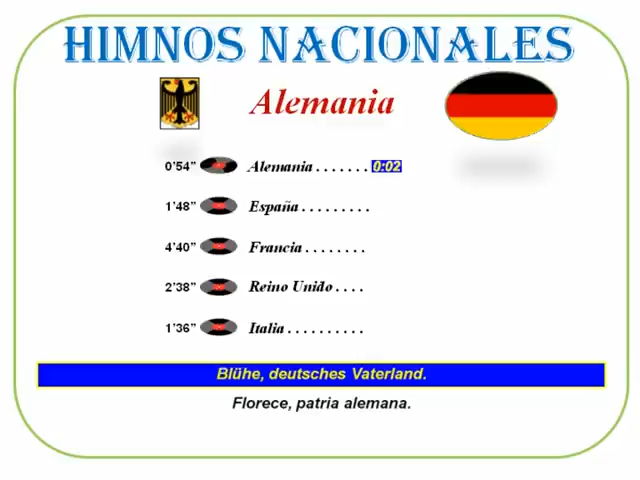 HIMNOS NACIONALES
Alemania
0'54” Alemania . . . . . . . 0:02
1'48” España . . . . . . . . .
4'40” Francia . . . . . . . .
2'38” Reino Unido . . . .
1'36” Italia . . . . . . . . . .
Blühe, deutsches Vaterland.
Florece, patria alemana.